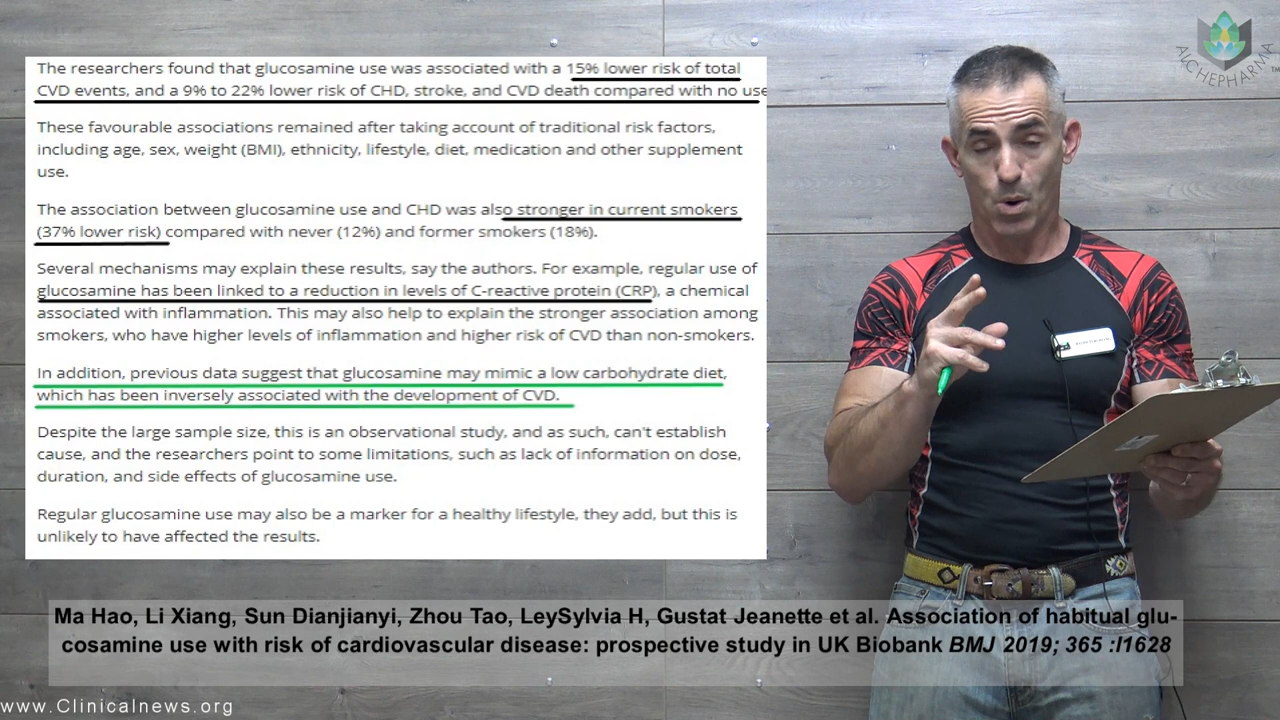 The researchers found that glucosamine use was associated with a 15% lower risk of total
CVD events, and a 9% to 22% lower risk of CHD, stroke, and CVD death compared with no use
These favourable associations remained after taking account of traditional risk factors,
including age, sex, weight (BMI), ethnicity, lifestyle, diet, medication and other supplement
use.
The association between glucosamine use and CHD was also stronger in current smokers
(37% lower risk) compared with never (12%) and former smokers (18%).
Several mechanisms may explain these results, say the authors. For example, regular use of
glucosamine has been linked to a reduction in levels of C-reactive protein (CRP), a chemical
associated with inflammation. This may also help to explain the stronger association among
smokers, who have higher levels of inflammation and higher risk of CVD than non-smokers.
In addition, previous data suggest that glucosamine may mimic a low carbohydrate diet,
which has been inversely associated with the development of CVD.
Despite the large sample size, this is an observational study, and as such, can't establish
cause, and the researchers point to some limitations, such as lack of information on dose,
duration, and side effects of glucosamine use.
Regular glucosamine use may also be a marker for a healthy lifestyle, they add, but this is
unlikely to have affected the results.
ALCHEPHARMA TM
Ma Hao, Li Xiang, Sun Dianjianyi, Zhou Tao, LeySylvia H, Gustat Jeanette et al. Association of habitual glu-
cosamine use with risk of cardiovascular disease: prospective study in UK Biobank BMJ 2019; 365 :l1628
www.Clinicalnews.org